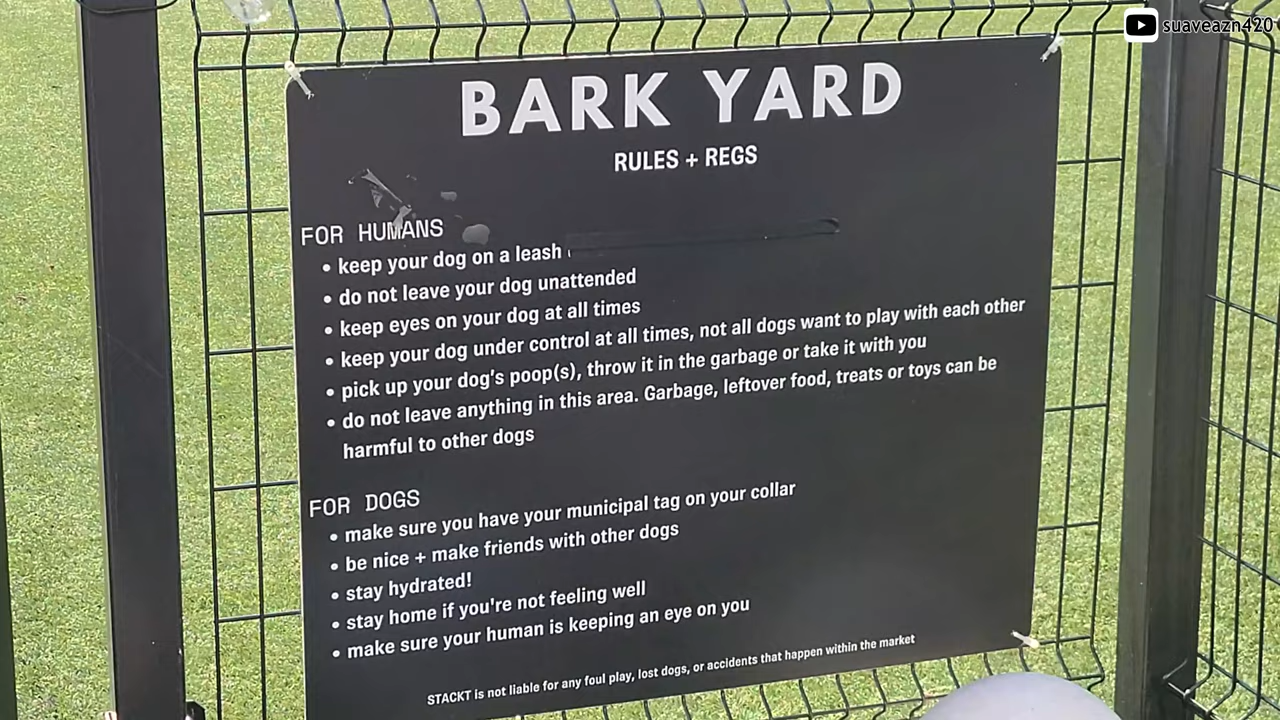 suaveazn420
BARK YARD
RULES + REGS
FOR HUMANS
• keep your dog on a leash
• do not leave your dog unattended
• keep eyes on your dog at all times
• keep your dog under control at all times, not all dogs want to play with each other
• pick up your dog's poop(s), throw it in the garbage or take it with you
• do not leave anything in this area. Garbage, leftover food, treats or toys can be
harmful to other dogs
FOR DOGS
• make sure you have your municipal tag on your collar
• be nice + make friends with other dogs
• stay hydrated!
• stay home if you're not feeling well
• make sure your human is keeping an eye on you
STACKT is not liable for any foul play, lost dogs, or accidents that happen within the market